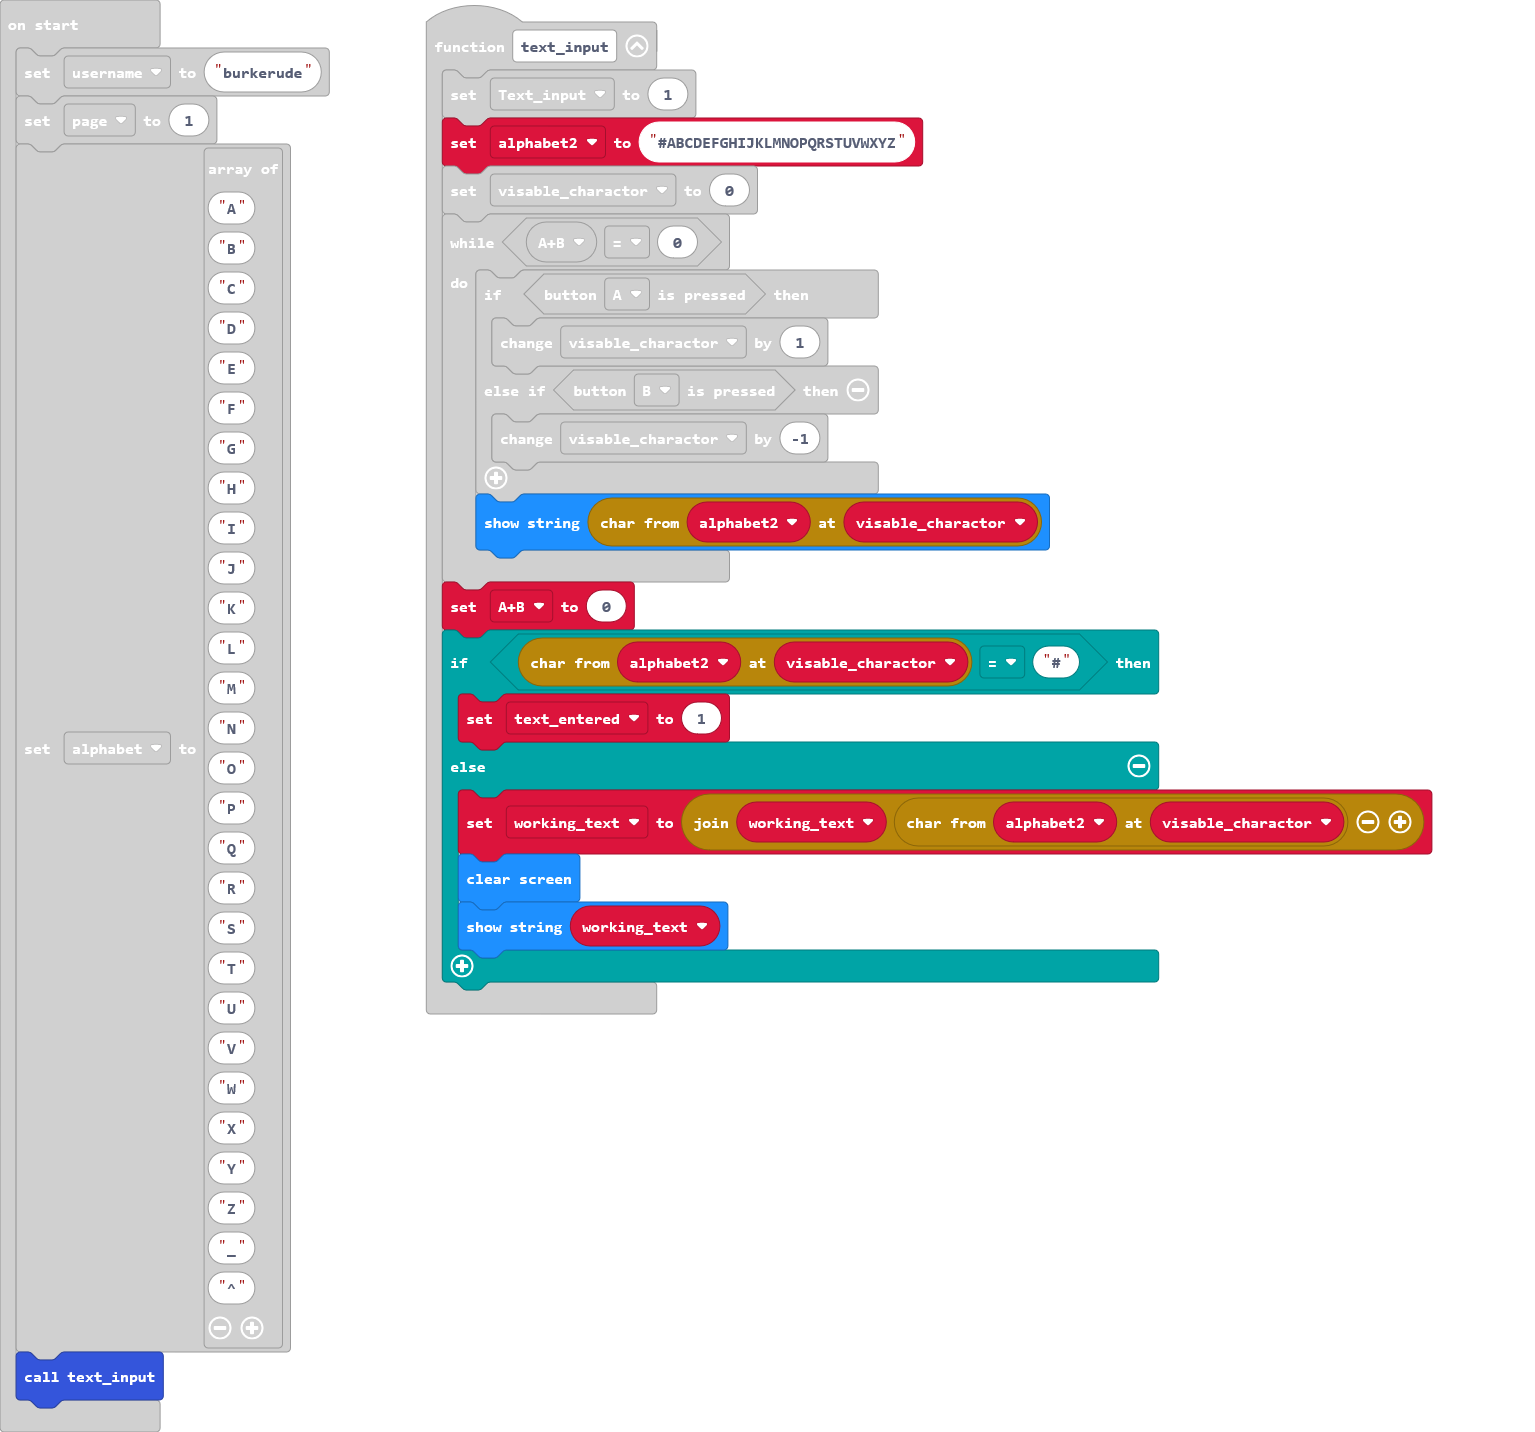 on start
set username to "burkerude"
set page to 1
set alphabet to
array of
"A"
"B"
"C"
"D"
"E"
"F"
"G"
"H"
"I"
"J"
"K"
"L"
"M"
"N"
"O"
"P"
"Q"
"R"
"S"
"T"
"U"
"V"
"W"
"X"
"Y"
"Z"
"_"
"^"
call text_input
function text_input
set Text_input to 1
set alphabet2 to "#ABCDEFGHIJKLMNOPQRSTUVWXYZ"
set visable_charactor to 0
while A+B = 0
do
if button A is pressed then
change visable_charactor by 1
else if button B is pressed then
change visable_charactor by -1
show string char from alphabet2 at visable_charactor
set A+B to 0
if char from alphabet2 at visable_charactor = "#" then
set text_entered to 1
else
set working_text to join working_text char from alphabet2 at visable_charactor
clear screen
show string working_text